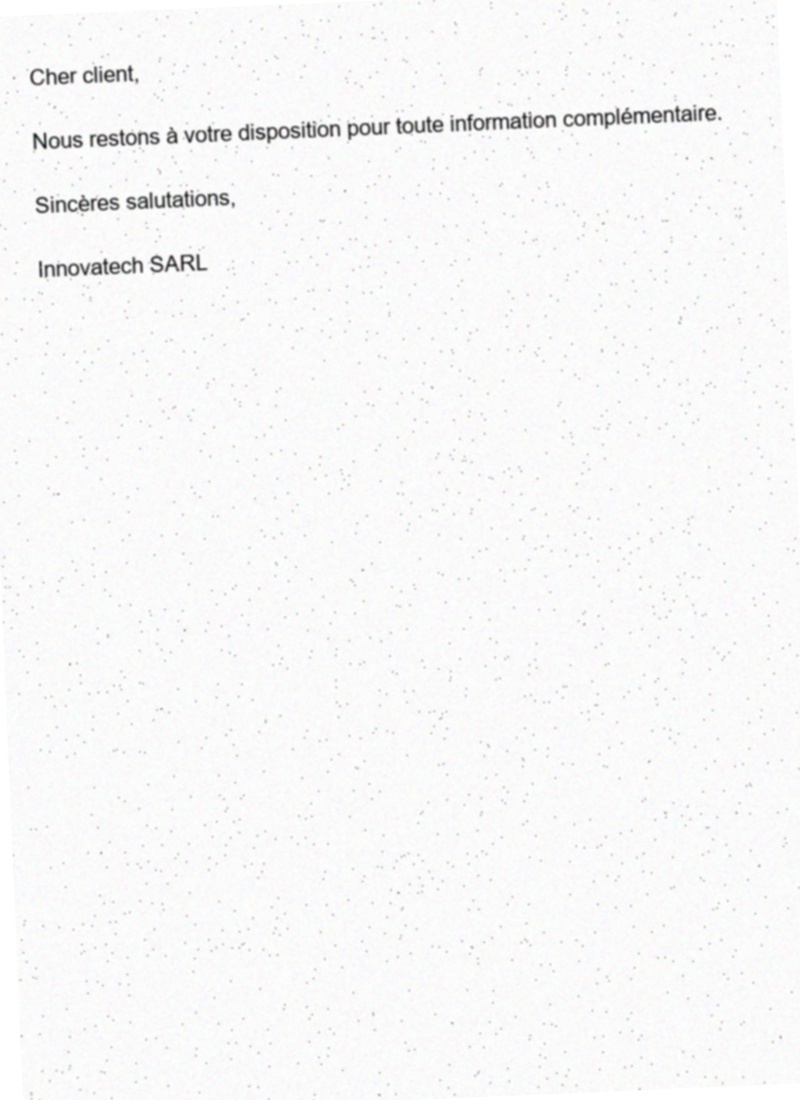 Cher client,
Nous restons à votre disposition pour toute information complémentaire.
Sincères salutations,
Innovatech SARL